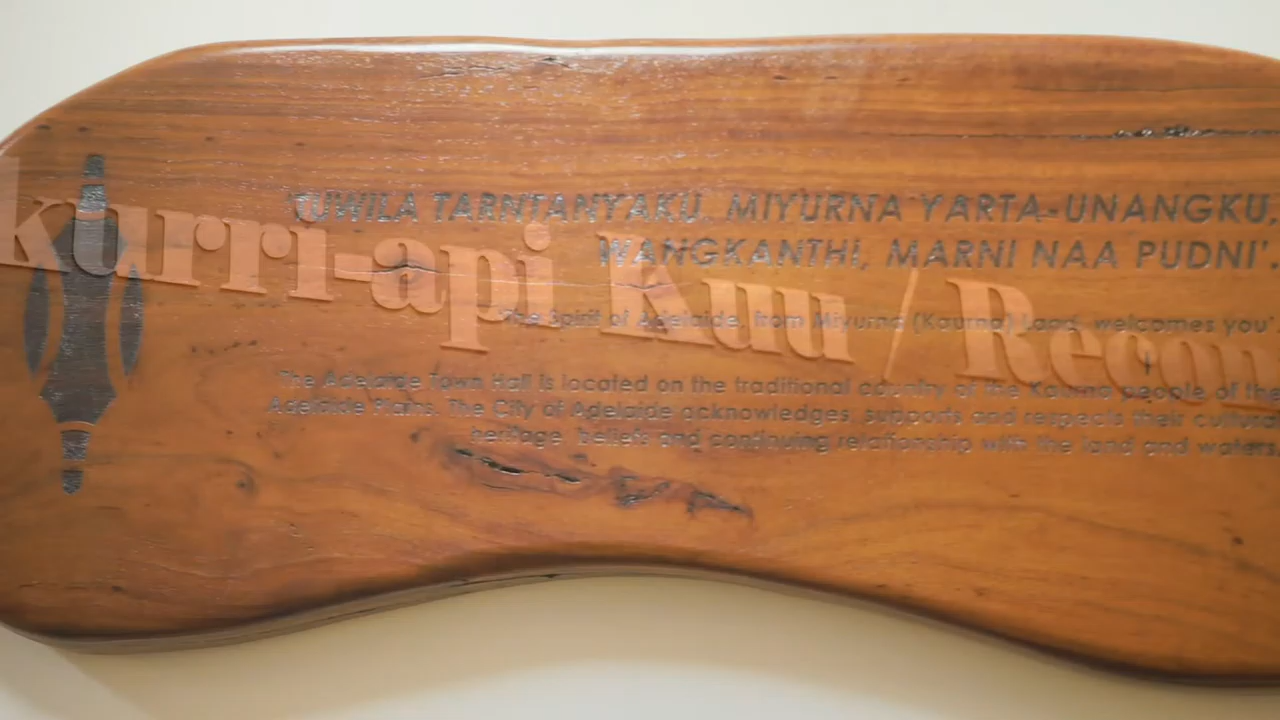 'YUWILA TARNTANYAKU, MIYURNA YARTA-UNANGKU,
WANGKANTHI, MARNI NAA PUDNI'.
kurri-api Kuu / Recon
'The Spirit of Adelaide, from Miyurna (Kaurna) Land, welcomes you'
The Adelaide Town Hall is located on the traditional country of the Kaurna people of the
Adelaide Plains. The City of Adelaide acknowledges, supports and respects their cultural
heritage, beliefs and continuing relationship with the land and waters.